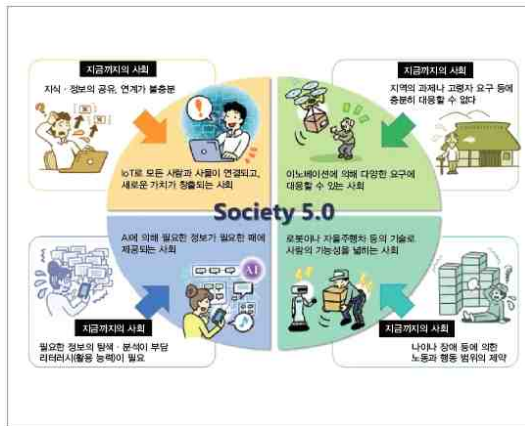 지금까지의 사회
지식 · 정보의 공유, 연계가 불충분
지금까지의 사회
지역의 과제나 고령자 요구 등에
충분히 대응할 수 없다
IoT로 모든 사람과 사물이 연결되고,
새로운 가치가 창출되는 사회
이노베이션에 의해 다양한 요구에
대응할 수 있는 사회
Society 5.0
AI에 의해 필요한 정보가 필요한 때에
제공되는 사회
로봇이나 자율주행차 등의 기술로
사람의 가능성을 넓히는 사회
AI
지금까지의 사회
필요한 정보의 탐색 · 분석이 부담
리터러시(활용 능력)이 필요
지금까지의 사회
나이나 장애 등에 의한
노동과 행동 범위의 제약